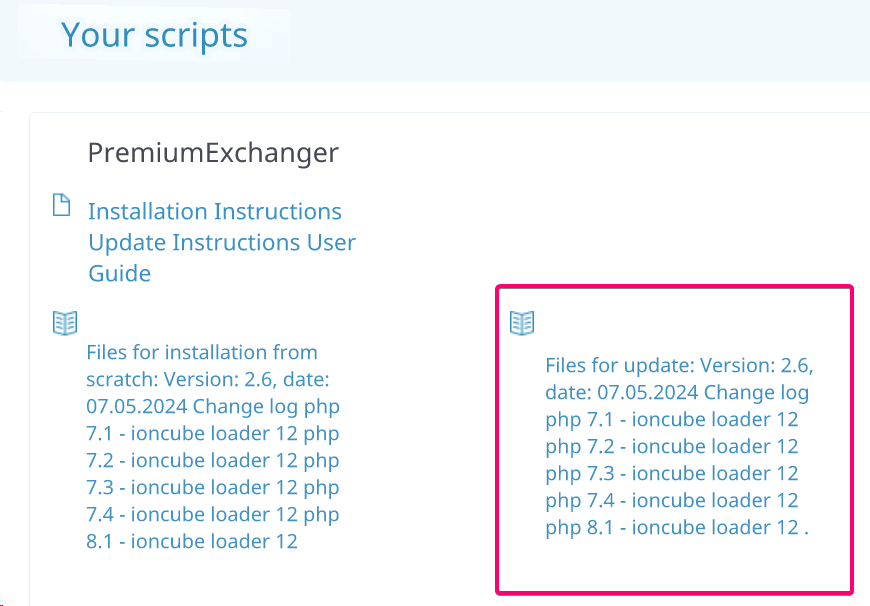 Your scripts
PremiumExchanger
Installation Instructions
Update Instructions User
Guide
Files for installation from
scratch: Version: 2.6, date:
07.05.2024 Change log php
7.1 - ioncube loader 12 php
7.2 - ioncube loader 12 php
7.3 - ioncube loader 12 php
7.4 - ioncube loader 12 php
8.1 - ioncube loader 12
Files for update: Version: 2.6,
date: 07.05.2024 Change log
php 7.1 - ioncube loader 12
php 7.2 - ioncube loader 12
php 7.3 - ioncube loader 12
php 7.4 - ioncube loader 12
php 8.1 - ioncube loader 12 .